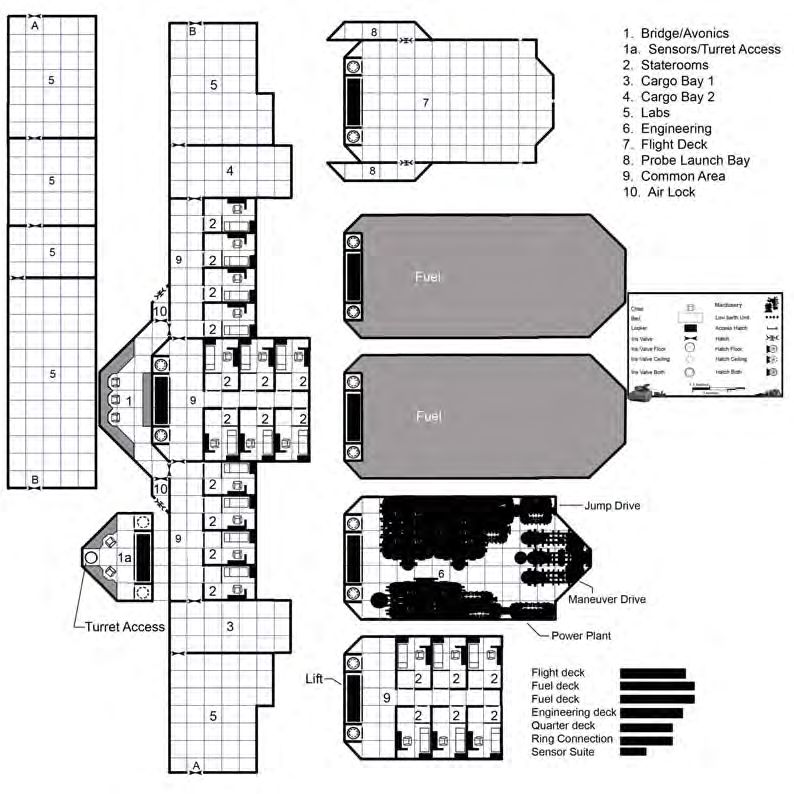 A
B
8
1. Bridge/Avonics
1a. Sensors/Turret Access
2. Staterooms
3. Cargo Bay 1
4. Cargo Bay 2
5. Labs
6. Engineering
7. Flight Deck
8. Probe Launch Bay
9. Common Area
10. Air Lock
5
5
7
4
8
5
2
2
9
5
2
10
2
Fuel
Machinery
Bed
Low Berth Unit
Locker
Access Hatch
Iris Valve
Hatch
Iris Valve Floor
Hatch Floor
Iris Valve Ceiling
Hatch Ceiling
Iris Valve Both
Hatch Both
5
1
9
2 2 2
2 2 2
Fuel
B
10
2
2
9
2
2
1a
Turret Access
3
5
A
Jump Drive
6
Maneuver Drive
Power Plant
Lift
9
2 2 2
2 2 2
Flight deck
Fuel deck
Fuel deck
Engineering deck
Quarter deck
Ring Connection
Sensor Suite